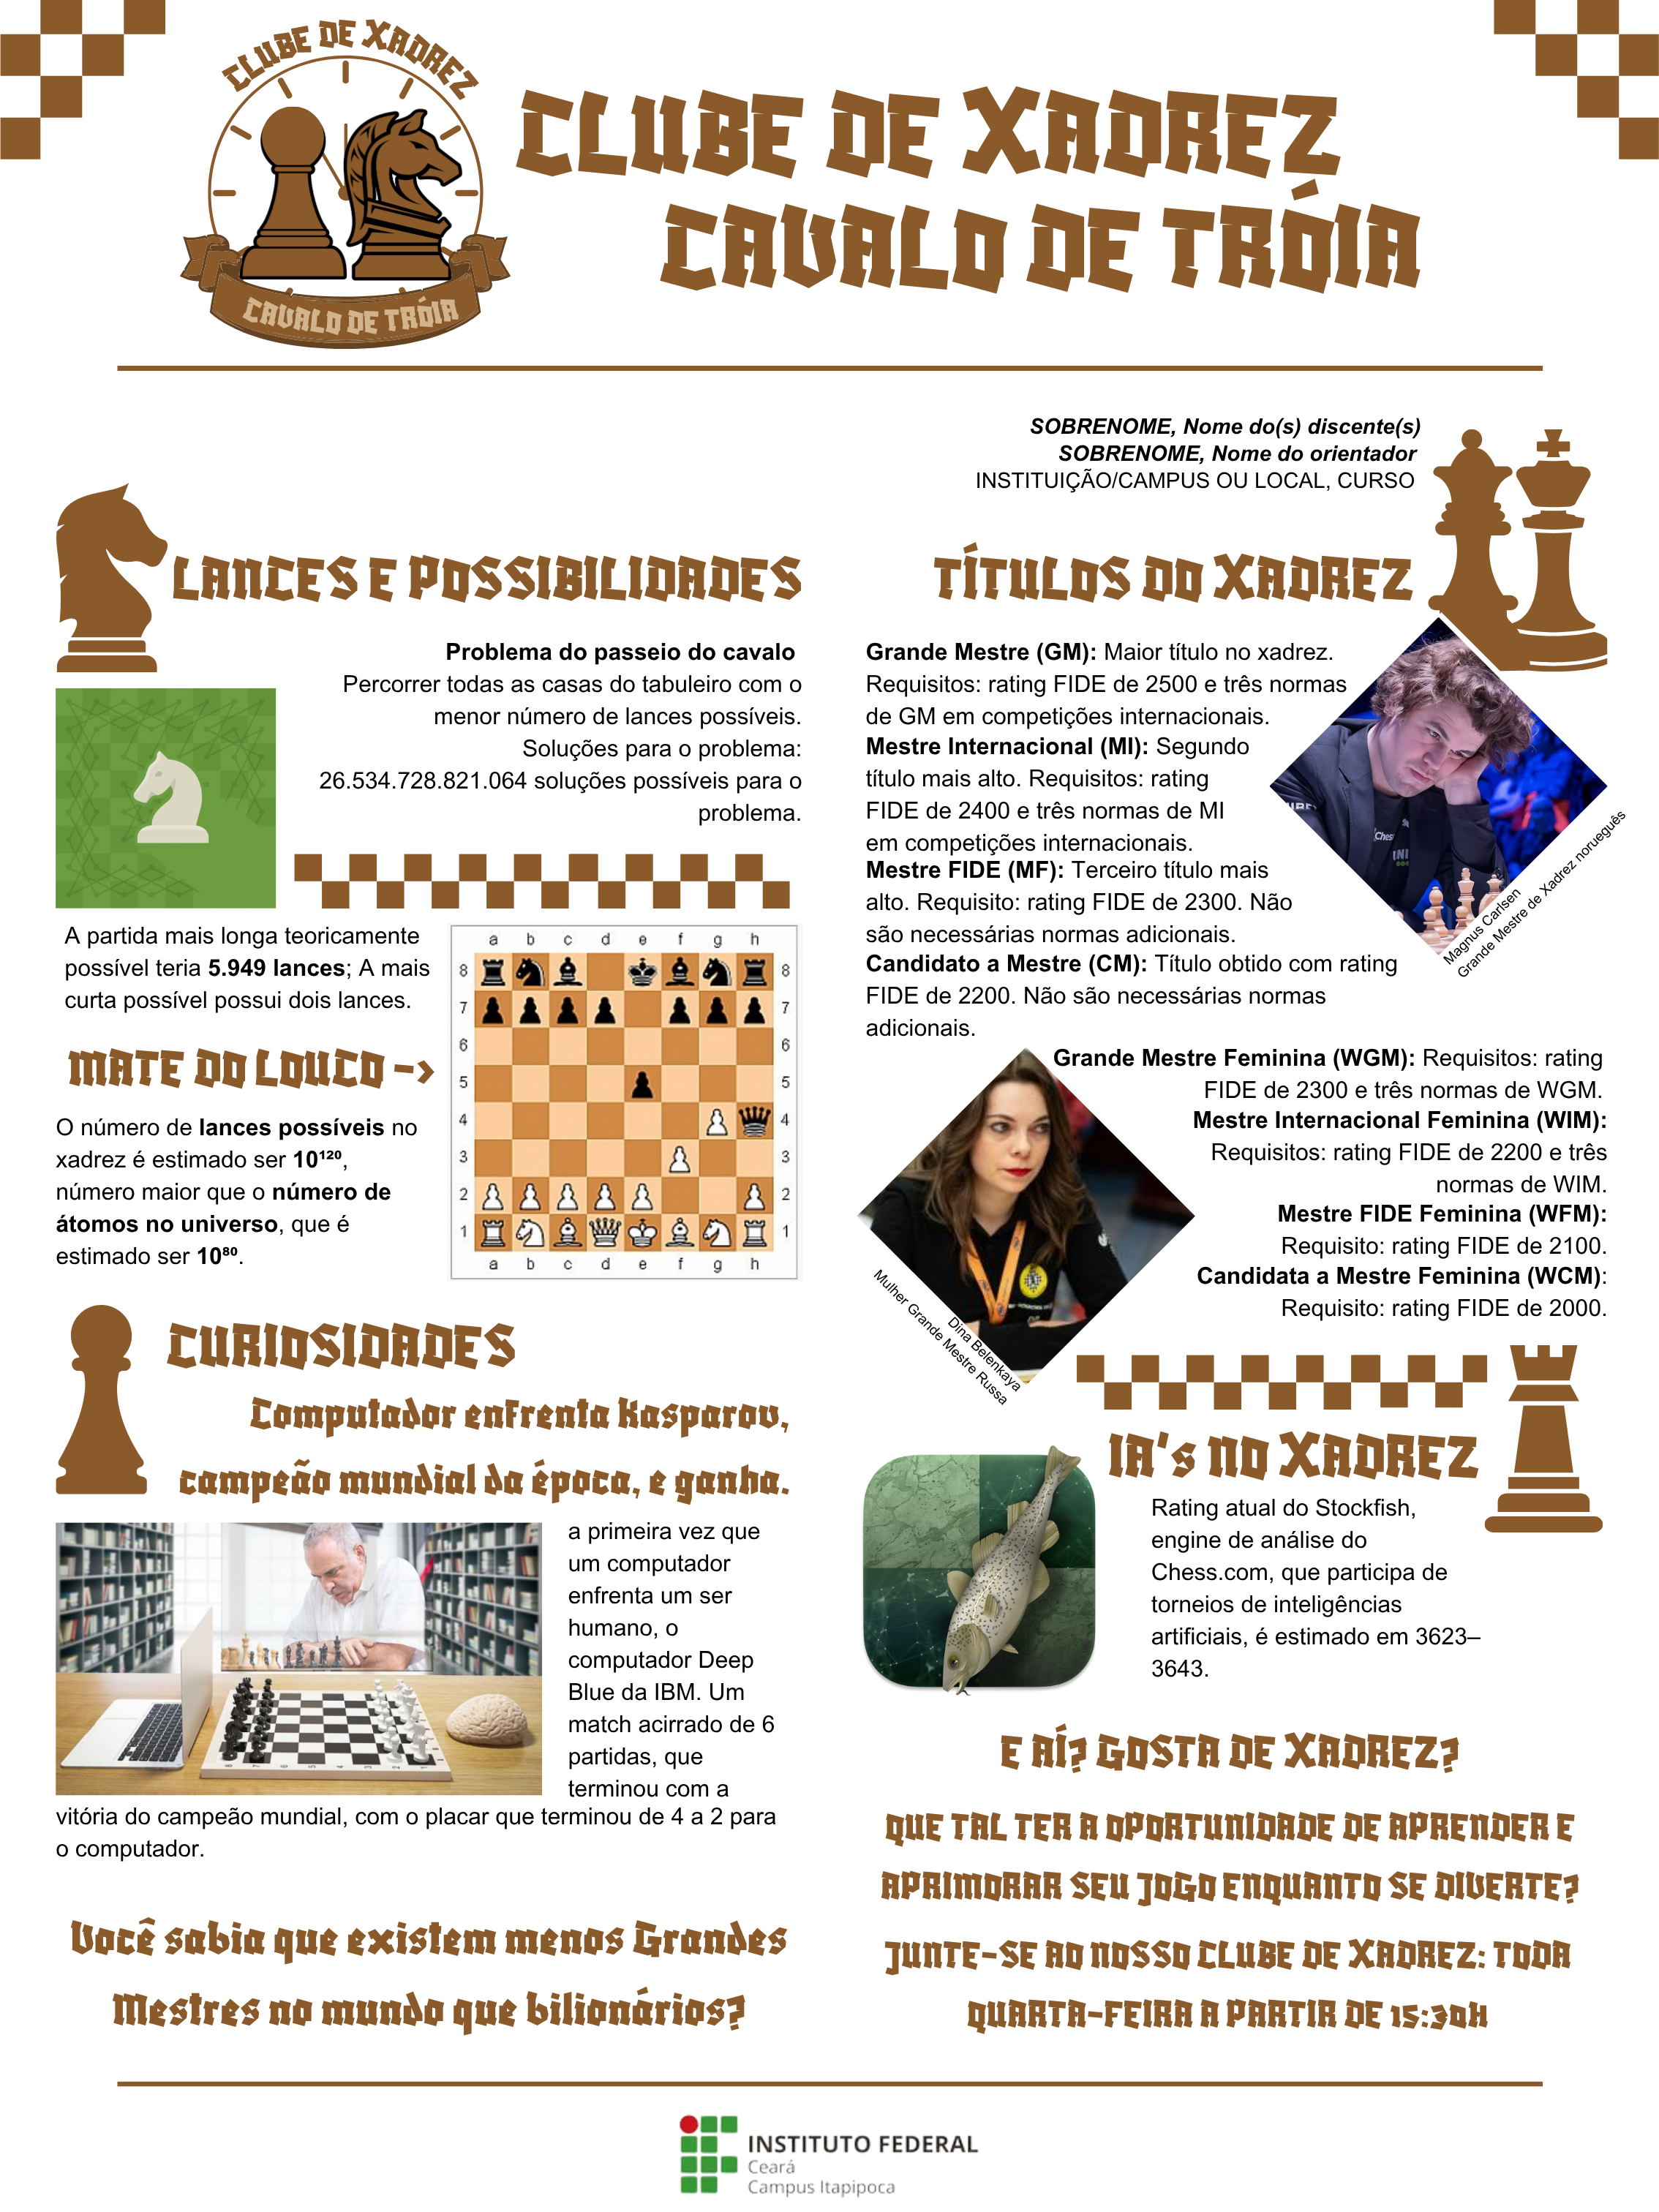 CLUBE DE XADREZ
CAVALO DE TRÓIA
CLUBE DE XADREZ
CAVALO DE TRÓIA
SOBRENOME, Nome do(s) discente(s)
SOBRENOME, Nome do orientador
INSTITUIÇÃO/CAMPUS OU LOCAL, CURSO
LANCES E POSSIBILIDADES
Problema do passeio do cavalo
Percorrer todas as casas do tabuleiro com o
menor número de lances possíveis.
Soluções para o problema:
26.534.728.821.064 soluções possíveis para o
problema.
A partida mais longa teoricamente
possível teria 5.949 lances; A mais
curta possível possui dois lances.
MATE DO LOUCO ->
O número de lances possíveis no
xadrez é estimado ser 10¹²⁰,
número maior que o número de
átomos no universo, que é
estimado ser 10⁸⁰.
a b c d e f g h
8 8
7 7
6 6
5 5
4 4
3 3
2 2
1 1
a b c d e f g h
CURIOSIDADES
Computador enfrenta Kasparov,
campeão mundial da época, e ganha.
a primeira vez que
um computador
enfrenta um ser
humano, o
computador Deep
Blue da IBM. Um
match acirrado de 6
partidas, que
terminou com a
vitória do campeão mundial, com o placar que terminou de 4 a 2 para
o computador.
Você sabia que existem menos Grandes
Mestres no mundo que bilionários?
TÍTULOS DO XADREZ
Grande Mestre (GM): Maior título no xadrez.
Requisitos: rating FIDE de 2500 e três normas
de GM em competições internacionais.
Mestre Internacional (MI): Segundo
título mais alto. Requisitos: rating
FIDE de 2400 e três normas de MI
em competições internacionais.
Mestre FIDE (MF): Terceiro título mais
alto. Requisito: rating FIDE de 2300. Não
são necessárias normas adicionais.
Candidato a Mestre (CM): Título obtido com rating
FIDE de 2200. Não são necessárias normas
adicionais.
Magnus Carlsen
Grande Mestre de Xadrez norueguês
Grande Mestre Feminina (WGM): Requisitos: rating
FIDE de 2300 e três normas de WGM.
Mestre Internacional Feminina (WIM):
Requisitos: rating FIDE de 2200 e três
normas de WIM.
Mestre FIDE Feminina (WFM):
Requisito: rating FIDE de 2100.
Candidata a Mestre Feminina (WCM):
Requisito: rating FIDE de 2000.
Dina Belenkaya
Mulher Grande Mestre Russa
IA's NO XADREZ
Rating atual do Stockfish,
engine de análise do
Chess.com, que participa de
torneios de inteligências
artificiais, é estimado em 3623–
3643.
E AÍ? GOSTA DE XADREZ?
QUE TAL TER A OPORTUNIDADE DE APRENDER E
APRIMORAR SEU JOGO ENQUANTO SE DIVERTE?
JUNTE-SE AO NOSSO CLUBE DE XADREZ: TODA
QUARTA-FEIRA A PARTIR DE 15:30H
INSTITUTO FEDERAL
Ceará
Campus Itapipoca